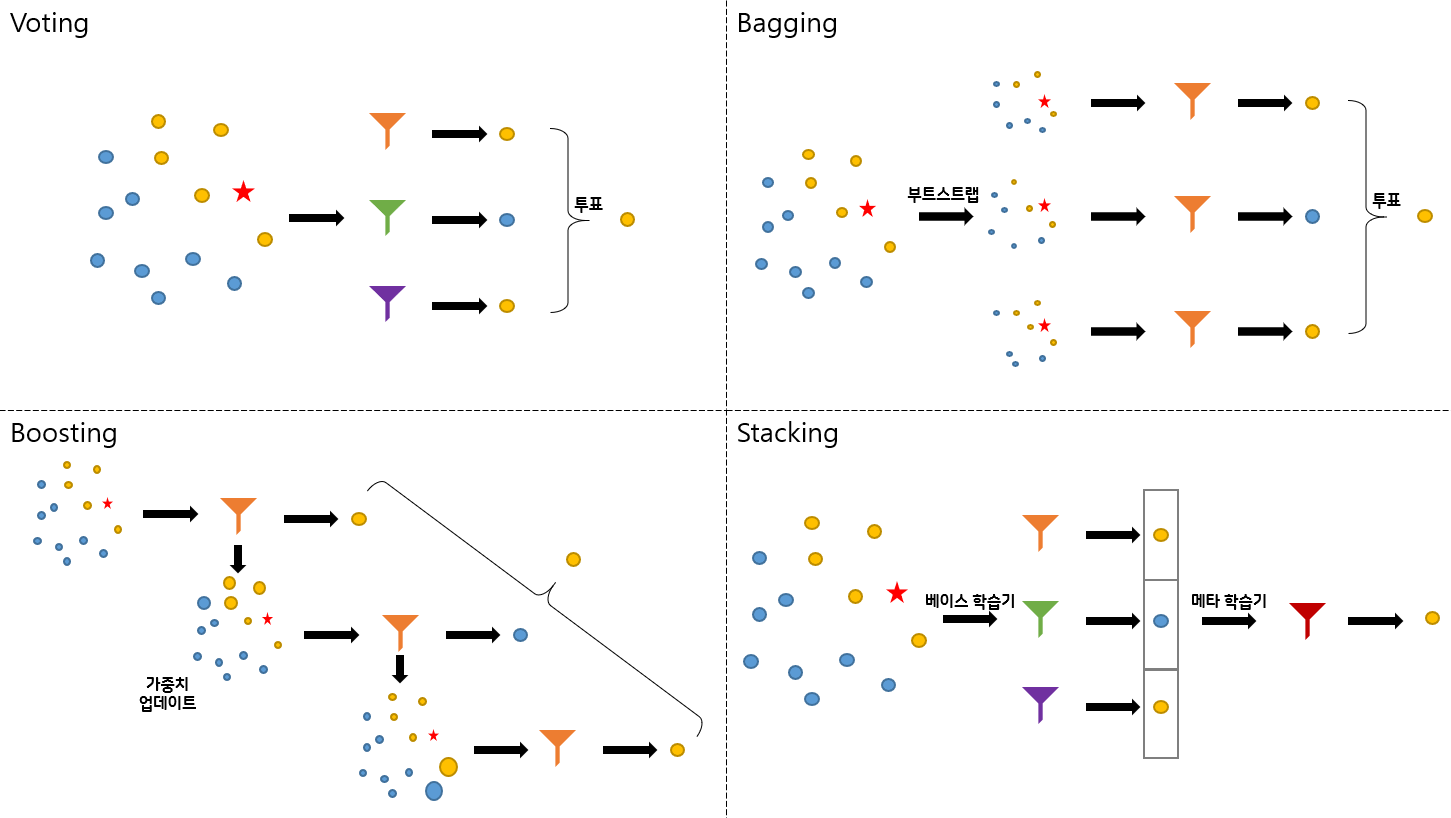 Voting
투표
Bagging
부트스트랩
투표
Boosting
가중치
업데이트
Stacking
베이스 학습기
메타 학습기